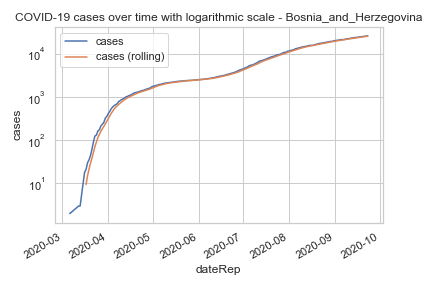 COVID-19 cases over time with logarithmic scale - Bosnia_and_Herzegovina
cases
cases (rolling)
cases
10⁴
10³
10²
10¹
2020-03
2020-04
2020-05
2020-06
2020-07
2020-08
2020-09
2020-10
dateRep